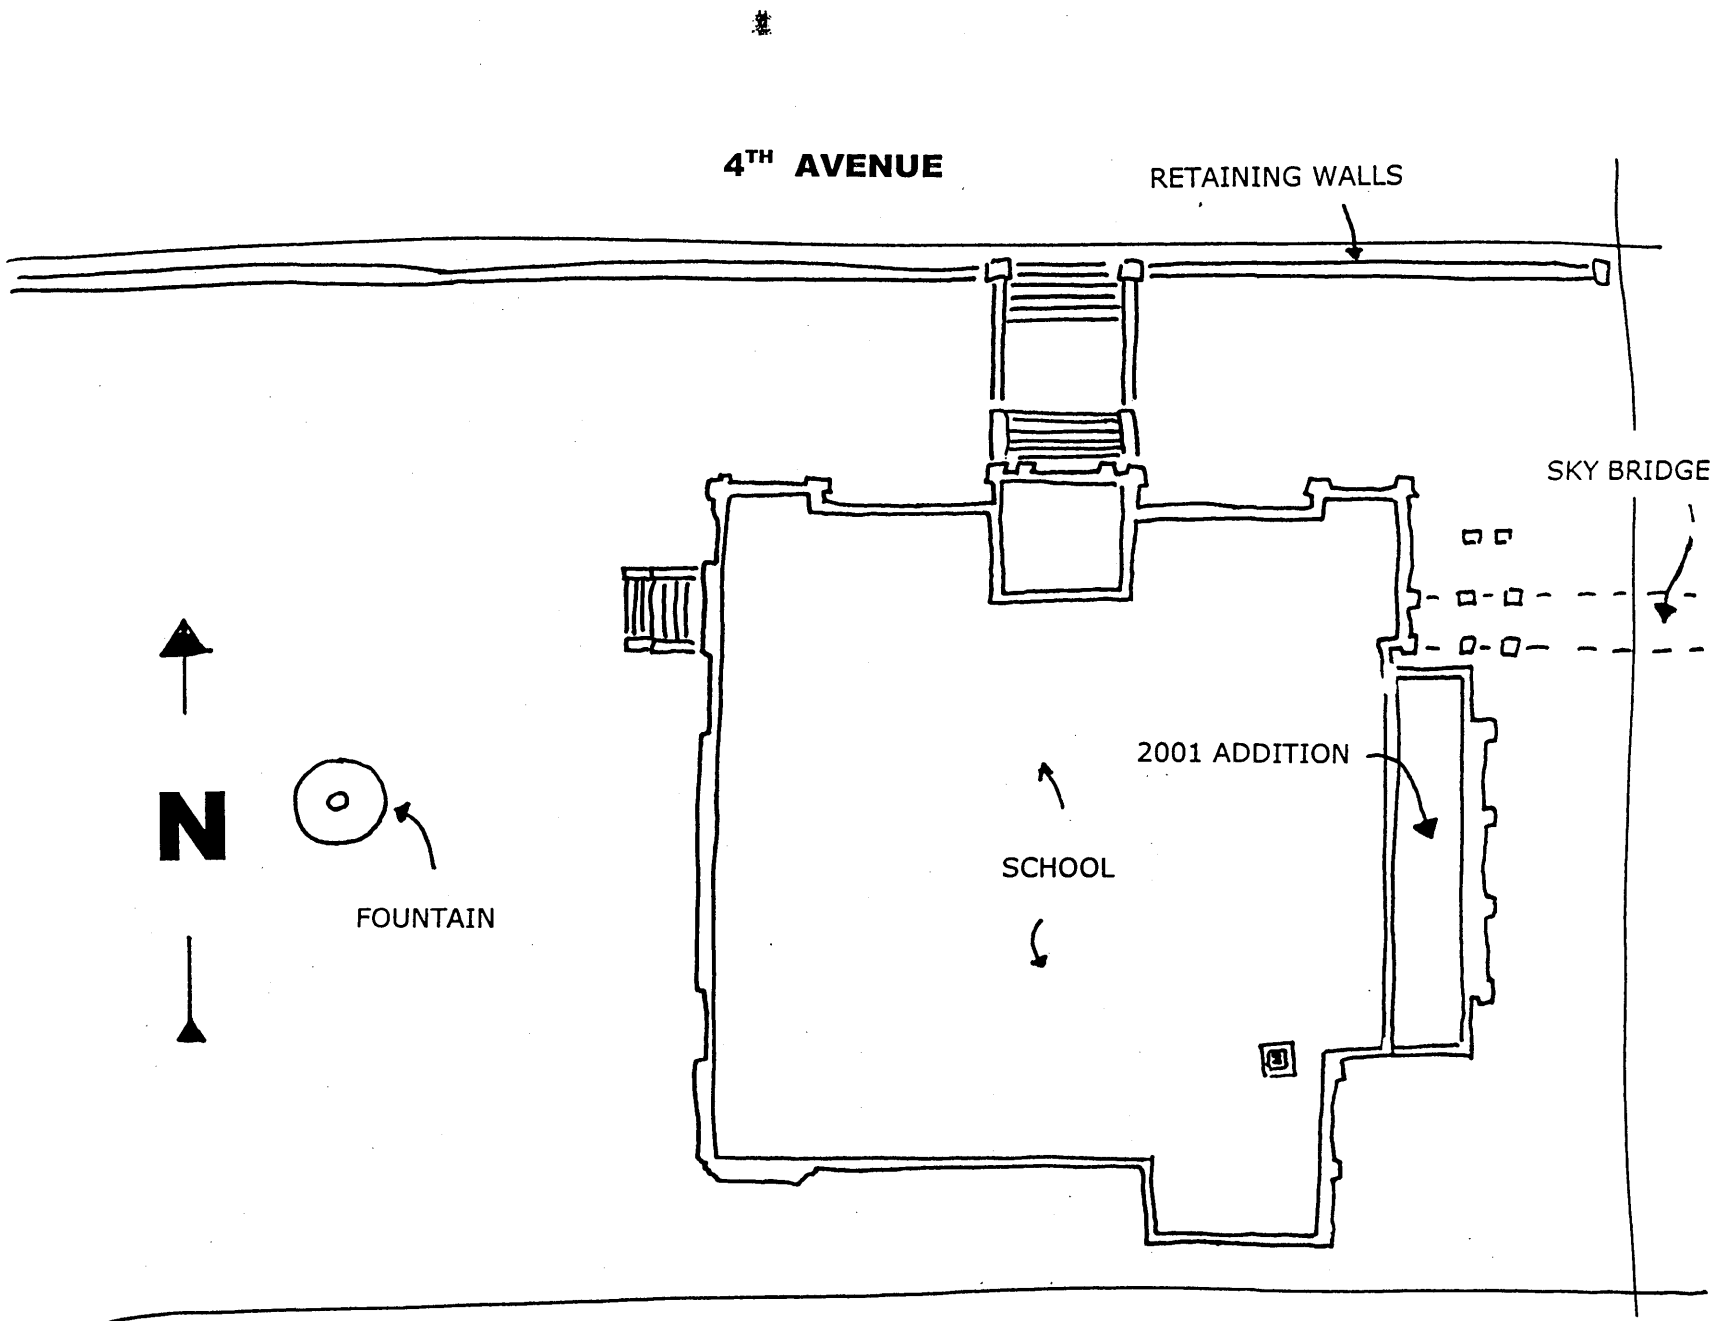 4TH AVENUE
RETAINING WALLS
SKY BRIDGE
2001 ADDITION
N
SCHOOL
FOUNTAIN